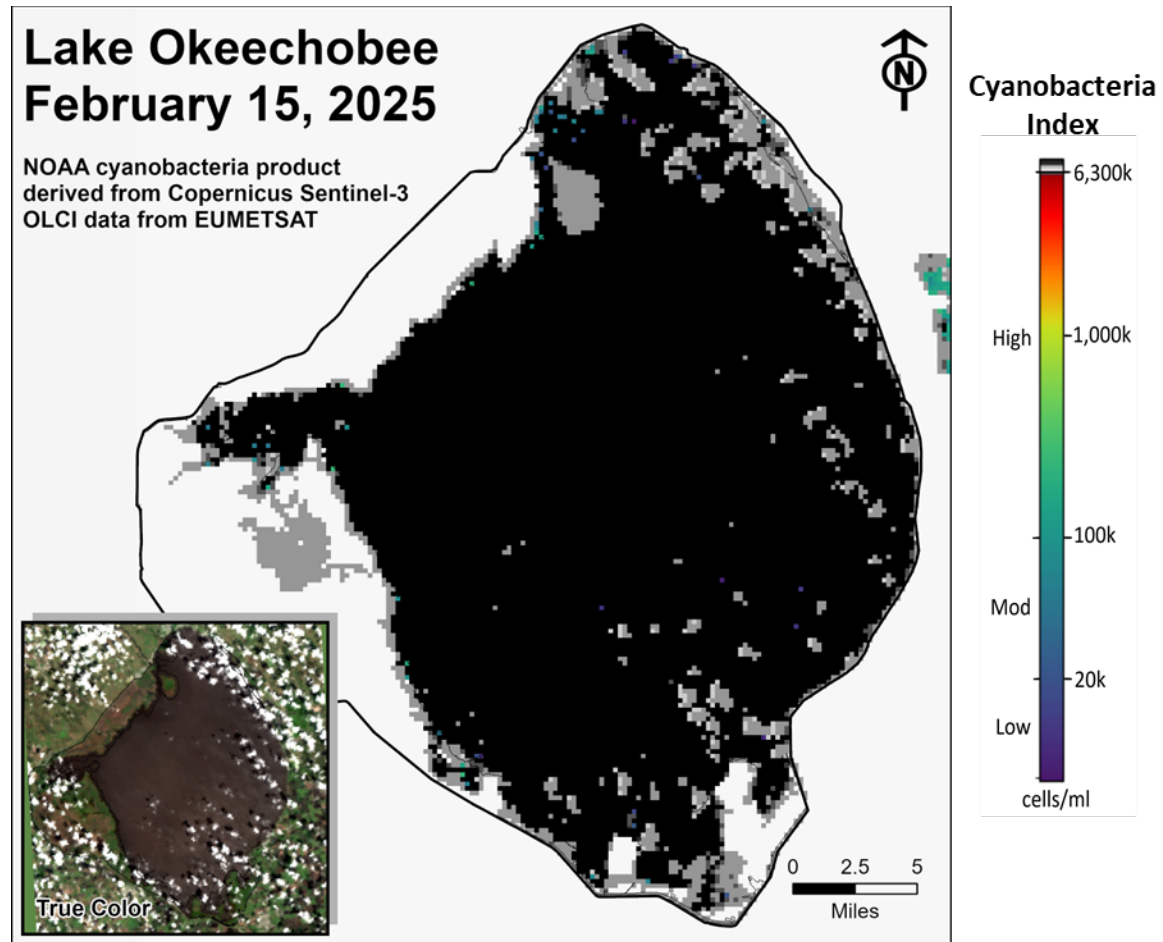 Lake Okeechobee
February 15, 2025
NOAA cyanobacteria product
derived from Copernicus Sentinel-3
OLCI data from EUMETSAT
N
Cyanobacteria
Index
6,300k
High
1,000k
100k
Mod
20k
Low
cells/ml
0 2.5 5
Miles
True Color